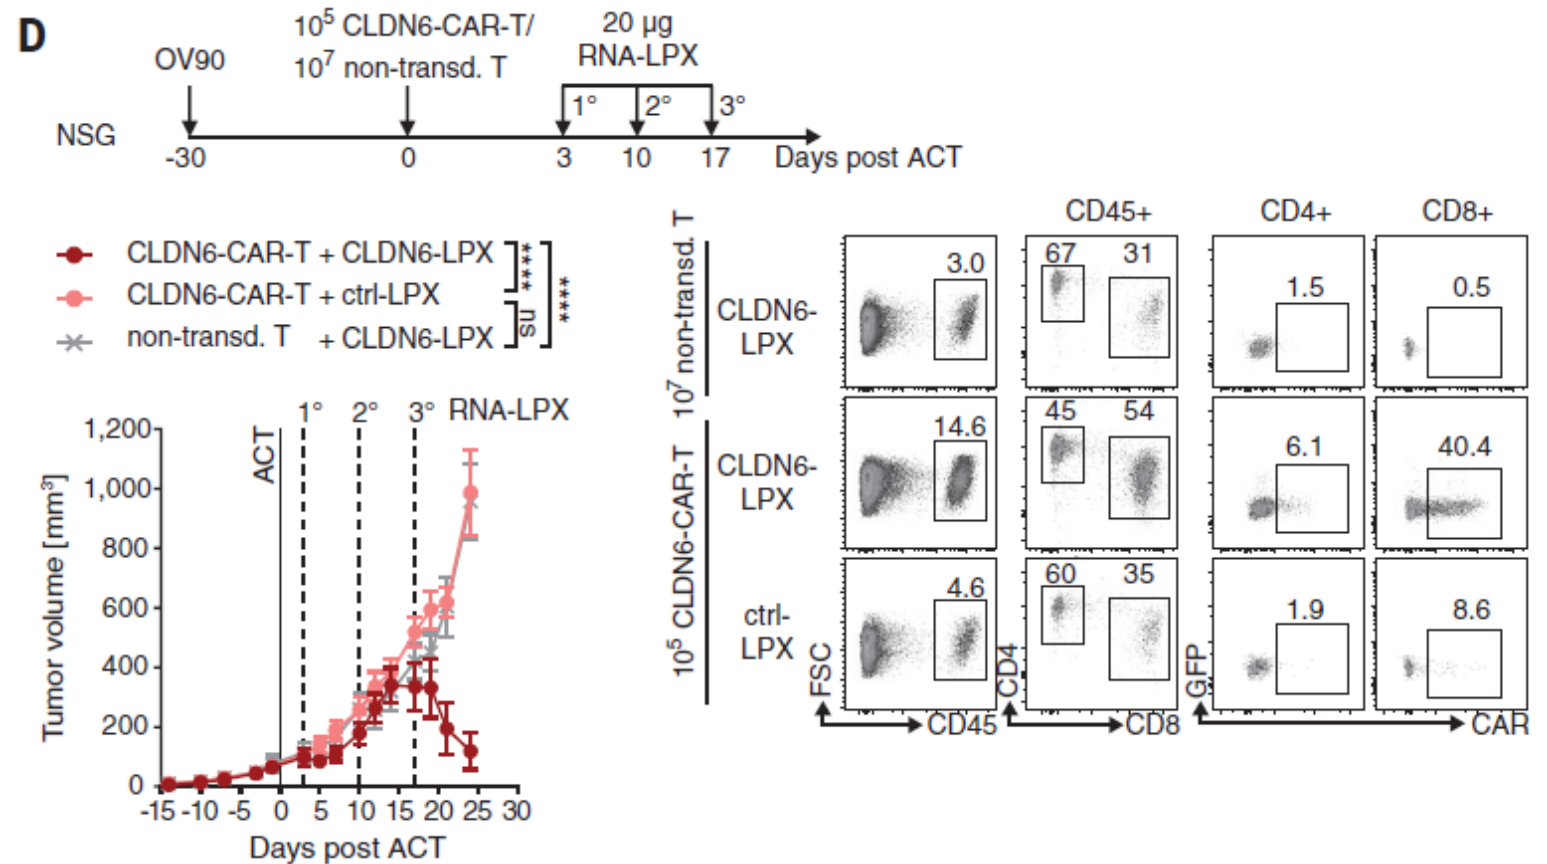 D
10⁵ CLDN6-CAR-T/
10⁷ non-transd. T
20 µg
RNA-LPX
OV90
1°
2°
3°
NSG
-30
0
3
10
17
Days post ACT
CLDN6-CAR-T + CLDN6-LPX
CLDN6-CAR-T + ctrl-LPX
non-transd. T + CLDN6-LPX
****
ns
****
ACT
1°
2°
3°
RNA-LPX
Tumor volume [mm³]
1,200
1,000
800
600
400
200
0
-15 -10 -5 0 5 10 15 20 25 30
Days post ACT
CD45+
CD4+
CD8+
10⁷ non-transd. T
CLDN6-
LPX
3.0
67
31
1.5
0.5
10⁵ CLDN6-CAR-T
CLDN6-
LPX
14.6
45
54
6.1
40.4
ctrl-
LPX
4.6
60
35
1.9
8.6
FSC
CD45
CD4
CD8
GFP
CAR